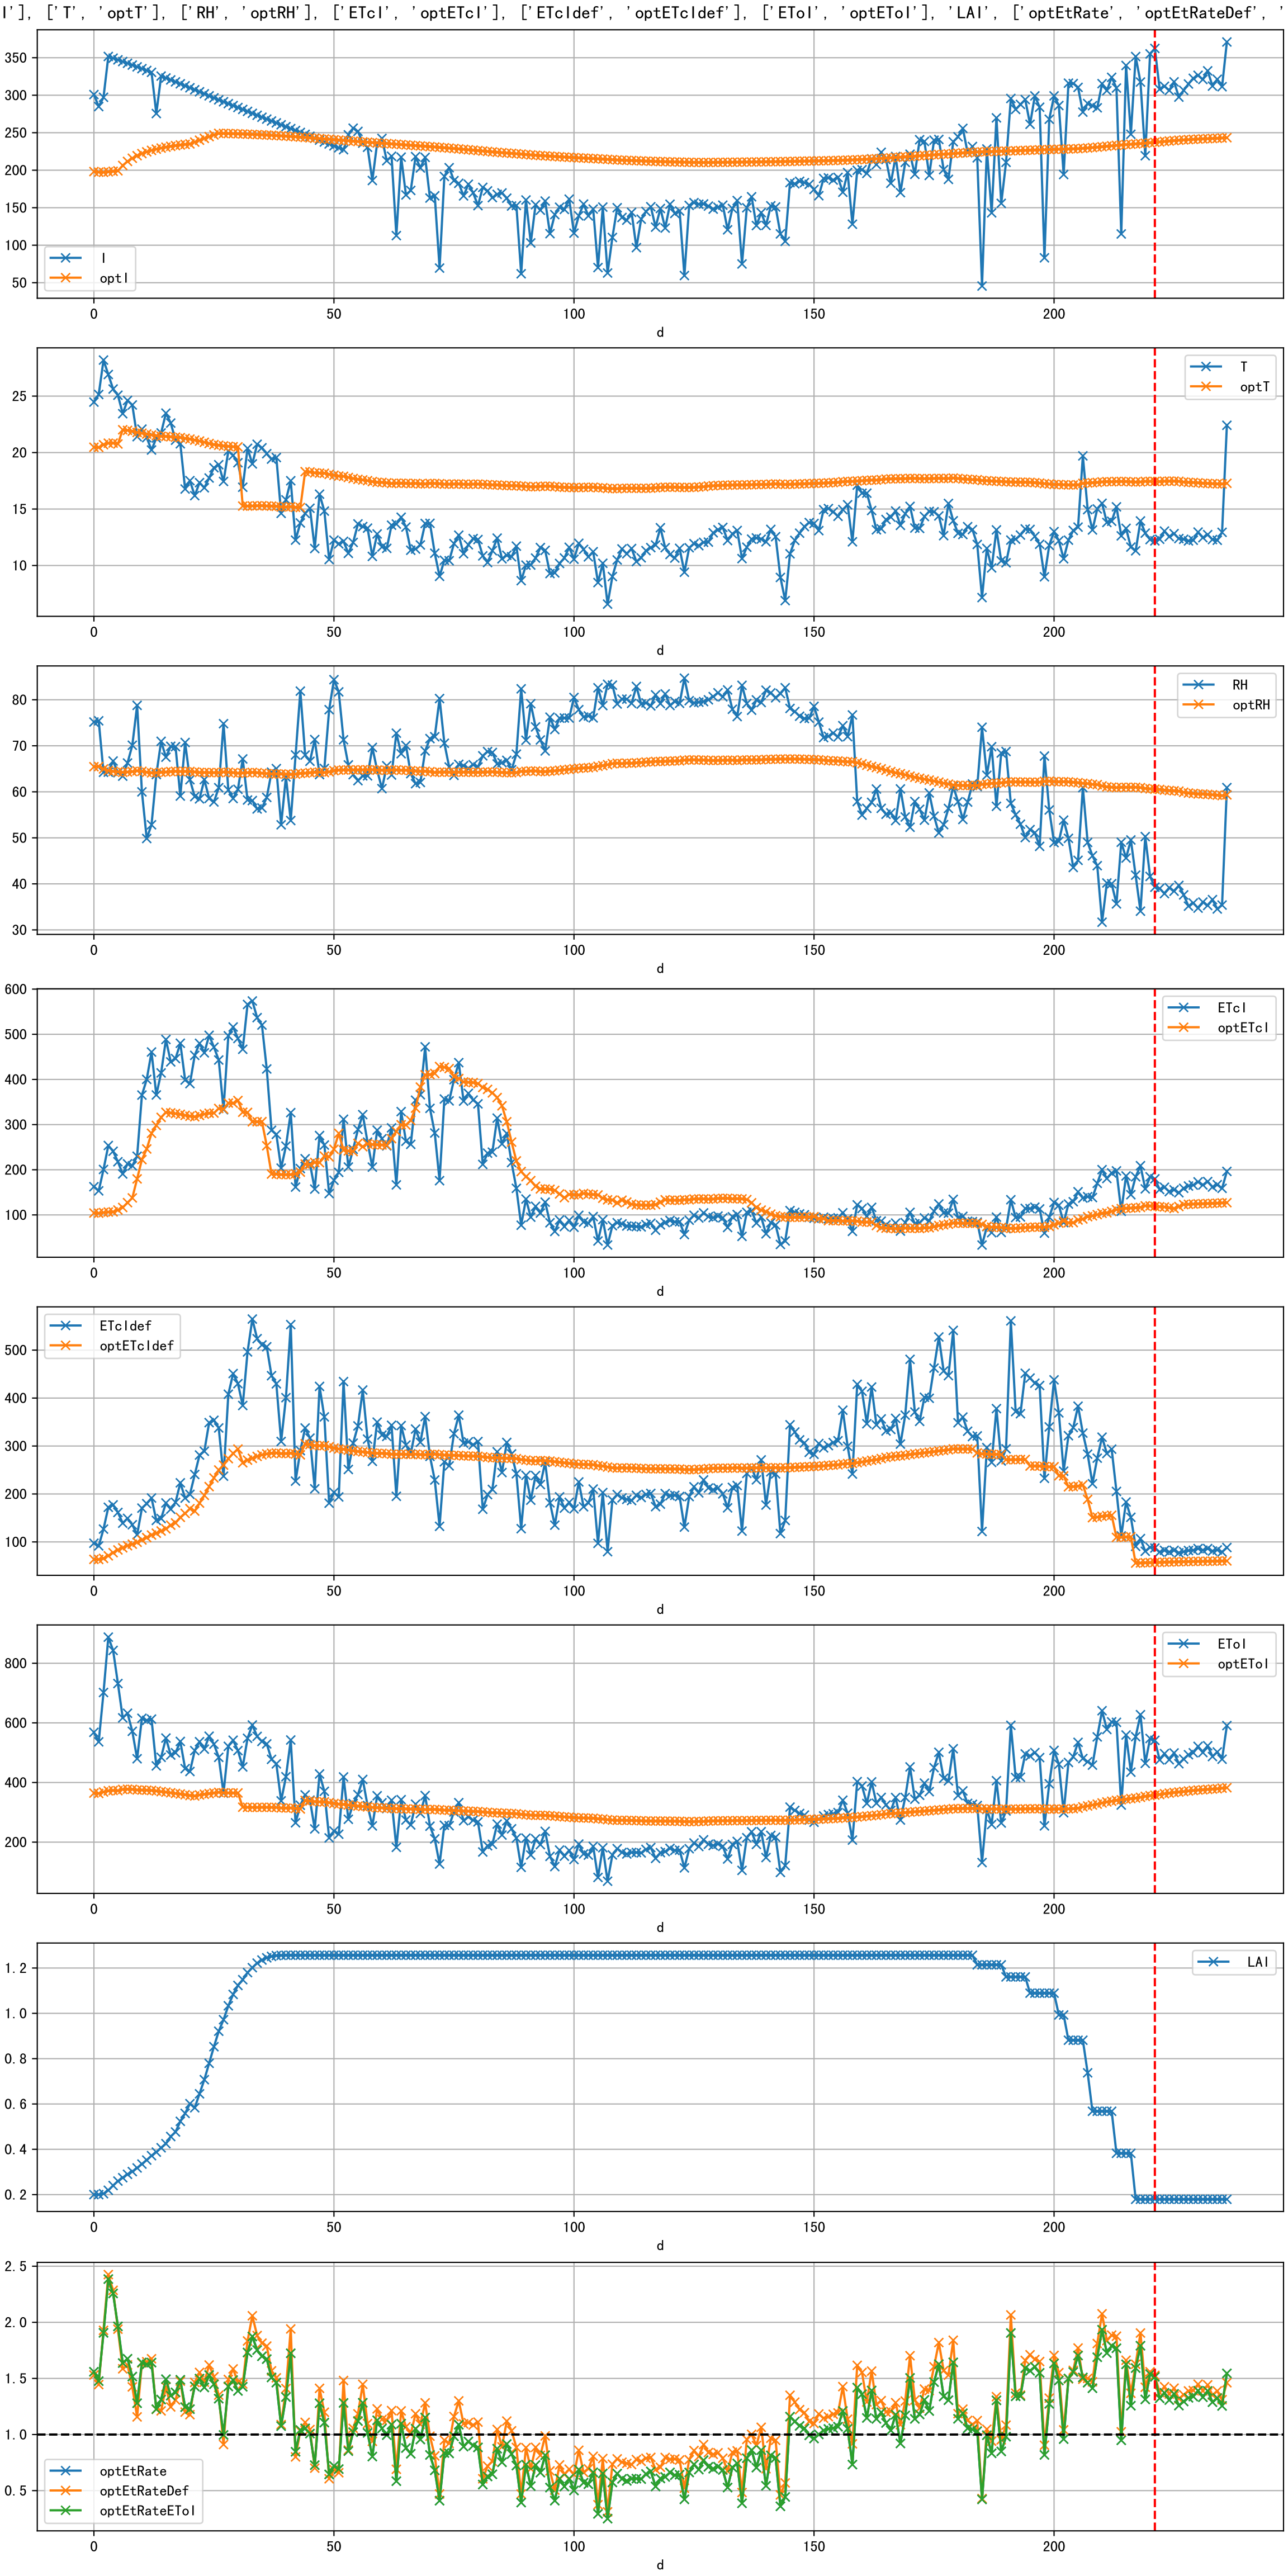 I'], ['T', 'optT'], ['RH', 'optRH'], ['ETcI', 'optETcI'], ['ETcIdef', 'optETcIdef'], ['EToI', 'optEToI'], 'LAI', ['optEtRate', 'optEtRateDef', '
350
300
250
200
150
100
50
I
optI
0 50 100 150 200
d
25
20
15
10
T
optT
0 50 100 150 200
d
80
70
60
50
40
30
RH
optRH
0 50 100 150 200
d
600
500
400
300
200
100
ETcI
optETcI
0 50 100 150 200
d
500
400
300
200
100
ETcIdef
optETcIdef
0 50 100 150 200
d
800
600
400
200
EToI
optEToI
0 50 100 150 200
d
1.2
1.0
0.8
0.6
0.4
0.2
LAI
0 50 100 150 200
d
2.5
2.0
1.5
1.0
0.5
optEtRate
optEtRateDef
optEtRateEToI
0 50 100 150 200
d